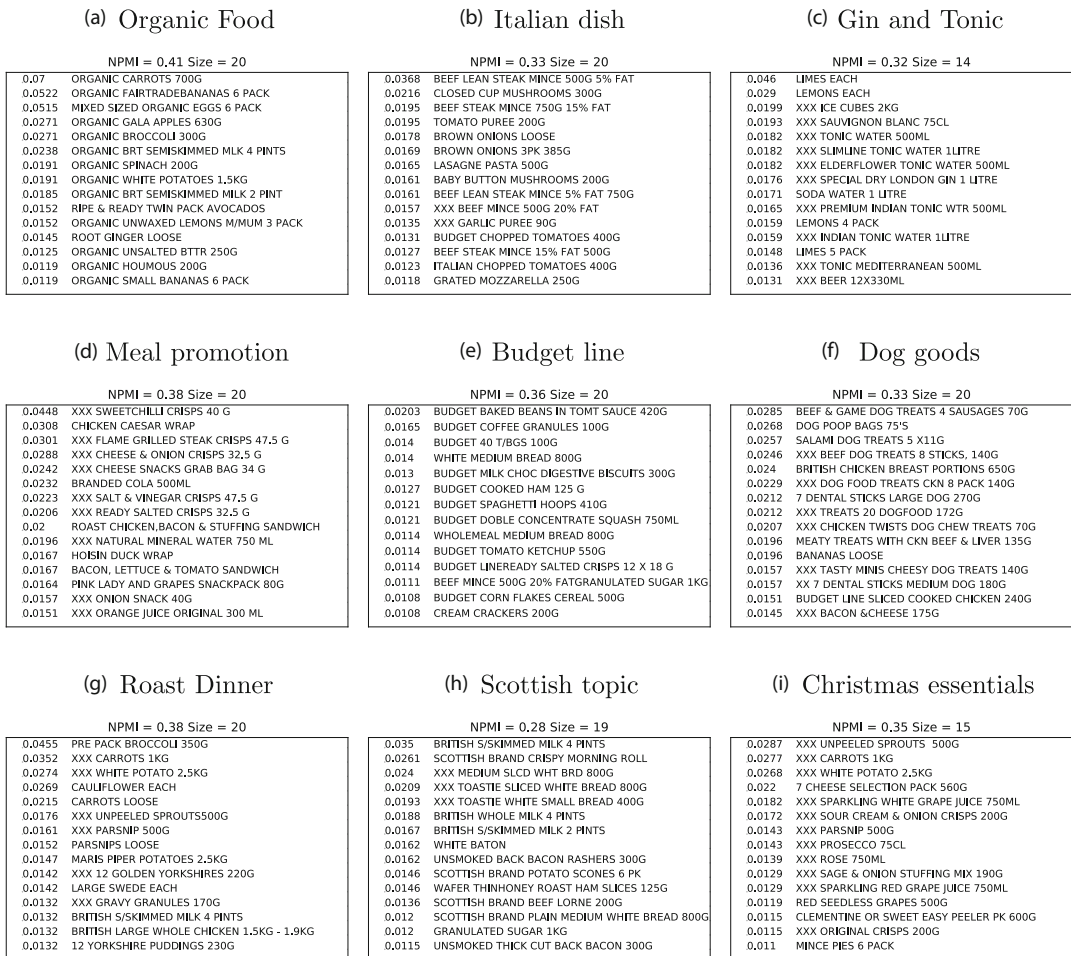 (a) Organic Food
NPMI = 0.41 Size = 20
0.07 ORGANIC CARROTS 700G
0.0522 ORGANIC FAIRTRADEBANANAS 6 PACK
0.0515 MIXED SIZED ORGANIC EGGS 6 PACK
0.0271 ORGANIC GALA APPLES 630G
0.0271 ORGANIC BROCCOLI 300G
0.0238 ORGANIC BRT SEMISKIMMED MLK 4 PINTS
0.0191 ORGANIC SPINACH 200G
0.0191 ORGANIC WHITE POTATOES 1.5KG
0.0185 ORGANIC BRT SEMISKIMMED MILK 2 PINT
0.0152 RIPE & READY TWIN PACK AVOCADOS
0.0152 ORGANIC UNWAXED LEMONS M/MUM 3 PACK
0.0145 ROOT GINGER LOOSE
0.0125 ORGANIC UNSALTED BTTR 250G
0.0119 ORGANIC HOUMOUS 200G
0.0119 ORGANIC SMALL BANANAS 6 PACK
(b) Italian dish
NPMI = 0.33 Size = 20
0.0368 BEEF LEAN STEAK MINCE 500G 5% FAT
0.0216 CLOSED CUP MUSHROOMS 300G
0.0195 BEEF STEAK MINCE 750G 15% FAT
0.0195 TOMATO PUREE 200G
0.0178 BROWN ONIONS LOOSE
0.0169 BROWN ONIONS 3PK 385G
0.0165 LASAGNE PASTA 500G
0.0161 BABY BUTTON MUSHROOMS 200G
0.0161 BEEF LEAN STEAK MINCE 5% FAT 750G
0.0157 XXX BEEF MINCE 500G 20% FAT
0.0135 XXX GARLIC PUREE 90G
0.0131 BUDGET CHOPPED TOMATOES 400G
0.0127 BEEF STEAK MINCE 15% FAT 500G
0.0123 ITALIAN CHOPPED TOMATOES 400G
0.0118 GRATED MOZZARELLA 250G
(c) Gin and Tonic
NPMI = 0.32 Size = 14
0.046 LIMES EACH
0.029 LEMONS EACH
0.0199 XXX ICE CUBES 2KG
0.0193 XXX SAUVIGNON BLANC 75CL
0.0182 XXX TONIC WATER 500ML
0.0182 XXX SLIMLINE TONIC WATER 1LITRE
0.0182 XXX ELDERFLOWER TONIC WATER 500ML
0.0176 XXX SPECIAL DRY LONDON GIN 1 LITRE
0.0171 SODA WATER 1 LITRE
0.0165 XXX PREMIUM INDIAN TONIC WTR 500ML
0.0159 LEMONS 4 PACK
0.0159 XXX INDIAN TONIC WATER 1LITRE
0.0148 LIMES 5 PACK
0.0136 XXX TONIC MEDITERRANEAN 500ML
0.0131 XXX BEER 12X330ML
(d) Meal promotion
NPMI = 0.38 Size = 20
0.0448 XXX SWEETCHILLI CRISPS 40 G
0.0308 CHICKEN CAESAR WRAP
0.0301 XXX FLAME GRILLED STEAK CRISPS 47.5 G
0.0288 XXX CHEESE & ONION CRISPS 32.5 G
0.0242 XXX CHEESE SNACKS GRAB BAG 34 G
0.0232 BRANDED COLA 500ML
0.0223 XXX SALT & VINEGAR CRISPS 47.5 G
0.0206 XXX READY SALTED CRISPS 32.5 G
0.02 ROAST CHICKEN,BACON & STUFFING SANDWICH
0.0196 XXX NATURAL MINERAL WATER 750 ML
0.0167 HOISIN DUCK WRAP
0.0167 BACON, LETTUCE & TOMATO SANDWICH
0.0164 PINK LADY AND GRAPES SNACKPACK 80G
0.0157 XXX ONION SNACK 40G
0.0151 XXX ORANGE JUICE ORIGINAL 300 ML
(e) Budget line
NPMI = 0.36 Size = 20
0.0203 BUDGET BAKED BEANS IN TOMT SAUCE 420G
0.0165 BUDGET COFFEE GRANULES 100G
0.014 BUDGET 40 T/BGS 100G
0.014 WHITE MEDIUM BREAD 800G
0.013 BUDGET MILK CHOC DIGESTIVE BISCUITS 300G
0.0127 BUDGET COOKED HAM 125 G
0.0121 BUDGET SPAGHETTI HOOPS 410G
0.0121 BUDGET DOBLE CONCENTRATE SQUASH 750ML
0.0114 WHOLEMEAL MEDIUM BREAD 800G
0.0114 BUDGET TOMATO KETCHUP 550G
0.0114 BUDGET LINEREADY SALTED CRISPS 12 X 18 G
0.0111 BEEF MINCE 500G 20% FATGRANULATED SUGAR 1KG
0.0108 BUDGET CORN FLAKES CEREAL 500G
0.0108 CREAM CRACKERS 200G
(f) Dog goods
NPMI = 0.33 Size = 20
0.0285 BEEF & GAME DOG TREATS 4 SAUSAGES 70G
0.0268 DOG POOP BAGS 75'S
0.0257 SALAMI DOG TREATS 5 X11G
0.0246 XXX BEEF DOG TREATS 8 STICKS, 140G
0.024 BRITISH CHICKEN BREAST PORTIONS 650G
0.0229 XXX DOG FOOD TREATS CKN 8 PACK 140G
0.0212 7 DENTAL STICKS LARGE DOG 270G
0.0212 XXX TREATS 20 DOGFOOD 172G
0.0207 XXX CHICKEN TWISTS DOG CHEW TREATS 70G
0.0196 MEATY TREATS WITH CKN BEEF & LIVER 135G
0.0196 BANANAS LOOSE
0.0157 XXX TASTY MINIS CHEESY DOG TREATS 140G
0.0157 XX 7 DENTAL STICKS MEDIUM DOG 180G
0.0151 BUDGET LINE SLICED COOKED CHICKEN 240G
0.0145 XXX BACON &CHEESE 175G
(g) Roast Dinner
NPMI = 0.38 Size = 20
0.0455 PRE PACK BROCCOLI 350G
0.0352 XXX CARROTS 1KG
0.0274 XXX WHITE POTATO 2.5KG
0.0269 CAULIFLOWER EACH
0.0215 CARROTS LOOSE
0.0176 XXX UNPEELED SPROUTS500G
0.0161 XXX PARSNIP 500G
0.0152 PARSNIPS LOOSE
0.0147 MARIS PIPER POTATOES 2.5KG
0.0142 XXX 12 GOLDEN YORKSHIRES 220G
0.0142 LARGE SWEDE EACH
0.0132 XXX GRAVY GRANULES 170G
0.0132 BRITISH S/SKIMMED MILK 4 PINTS
0.0132 BRITISH LARGE WHOLE CHICKEN 1.5KG - 1.9KG
0.0132 12 YORKSHIRE PUDDINGS 230G
(h) Scottish topic
NPMI = 0.28 Size = 19
0.035 BRITISH S/SKIMMED MILK 4 PINTS
0.0261 SCOTTISH BRAND CRISPY MORNING ROLL
0.024 XXX MEDIUM SLCD WHT BRD 800G
0.0209 XXX TOASTIE SLICED WHITE BREAD 800G
0.0193 XXX TOASTIE WHITE SMALL BREAD 400G
0.0188 BRITISH WHOLE MILK 4 PINTS
0.0167 BRITISH S/SKIMMED MILK 2 PINTS
0.0162 WHITE BATON
0.0162 UNSMOKED BACK BACON RASHERS 300G
0.0146 SCOTTISH BRAND POTATO SCONES 6 PK
0.0146 WAFER THINHONEY ROAST HAM SLICES 125G
0.0136 SCOTTISH BRAND BEEF LORNE 200G
0.012 SCOTTISH BRAND PLAIN MEDIUM WHITE BREAD 800G
0.012 GRANULATED SUGAR 1KG
0.0115 UNSMOKED THICK CUT BACK BACON 300G
(i) Christmas essentials
NPMI = 0.35 Size = 15
0.0287 XXX UNPEELED SPROUTS 500G
0.0277 XXX CARROTS 1KG
0.0268 XXX WHITE POTATO 2.5KG
0.022 7 CHEESE SELECTION PACK 560G
0.0182 XXX SPARKLING WHITE GRAPE JUICE 750ML
0.0172 XXX SOUR CREAM & ONION CRISPS 200G
0.0143 XXX PARSNIP 500G
0.0143 XXX PROSECCO 75CL
0.0139 XXX ROSE 750ML
0.0129 XXX SAGE & ONION STUFFING MIX 190G
0.0129 XXX SPARKLING RED GRAPE JUICE 750ML
0.0119 RED SEEDLESS GRAPES 500G
0.0115 CLEMENTINE OR SWEET EASY PEELER PK 600G
0.0115 XXX ORIGINAL CRISPS 200G
0.011 MINCE PIES 6 PACK